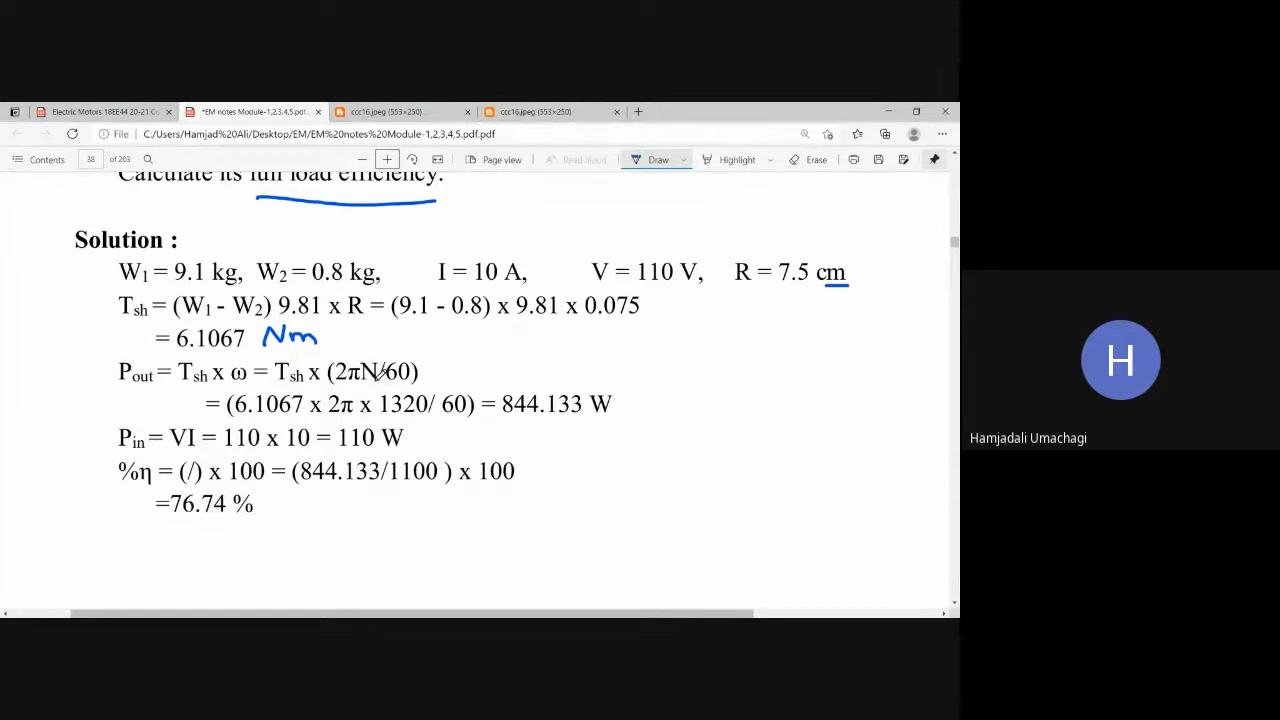 Electric Motors 18EE44 20-21 C
*EM notes Module-1,2,3,4,5.pdf.
ccc16.jpeg (553×250)
ccc16.jpeg (553×250)
File
C:/Users/Hamjad%20Ali/Desktop/EM/EM%20notes%20Module-1,2,3,4,5.pdf.pdf
Contents 38 of 203 Page view Read aloud Draw Highlight Erase
Calculate its full load efficiency.
Solution :
W1 = 9.1 kg, W2 = 0.8 kg, I = 10 A, V = 110 V, R = 7.5 cm
Tsh = (W1 - W2) 9.81 x R = (9.1 - 0.8) x 9.81 x 0.075
= 6.1067 Nm
Pout = Tsh x ω = Tsh x (2πN/60)
= (6.1067 x 2π x 1320/ 60) = 844.133 W
Pin = VI = 110 x 10 = 110 W
%η = (/) x 100 = (844.133/1100 ) x 100
=76.74 %
H
Hamjadali Umachagi